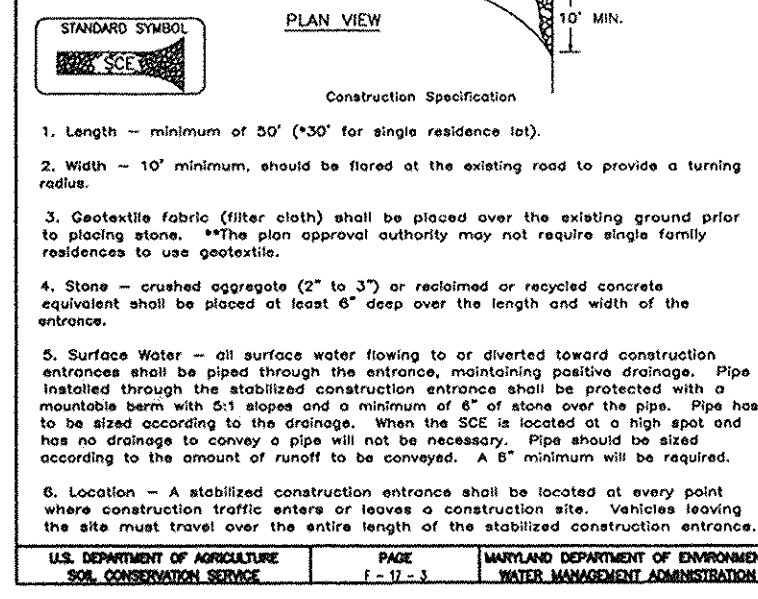 STANDARD SYMBOL
SCE
PLAN VIEW
10' MIN.
Construction Specification
1. Length – minimum of 50' (*30' for single residence lot).
2. Width – 10' minimum, should be flared at the existing road to provide a turning
radius.
3. Geotextile fabric (filter cloth) shall be placed over the existing ground prior
to placing stone. **The plan approval authority may not require single family
residences to use geotextile.
4. Stone – crushed aggregate (2" to 3") or reclaimed or recycled concrete
equivalent shall be placed at least 6" deep over the length and width of the
entrance.
5. Surface Water – all surface water flowing to or diverted toward construction
entrances shall be piped through the entrance, maintaining positive drainage. Pipe
installed through the stabilized construction entrance shall be protected with a
mountable berm with 5:1 slopes and a minimum of 6" of stone over the pipe. Pipe has
to be sized according to the drainage. When the SCE is located at a high spot and
has no drainage to convey a pipe will not be necessary. Pipe should be sized
according to the amount of runoff to be conveyed. A 6" minimum will be required.
6. Location – A stabilized construction entrance shall be located at every point
where construction traffic enters or leaves a construction site. Vehicles leaving
the site must travel over the entire length of the stabilized construction entrance.
U.S. DEPARTMENT OF AGRICULTURE
SOIL CONSERVATION SERVICE
PAGE
F - 17 - 3
MARYLAND DEPARTMENT OF ENVIRONMEN
WATER MANAGEMENT ADMINISTRATION